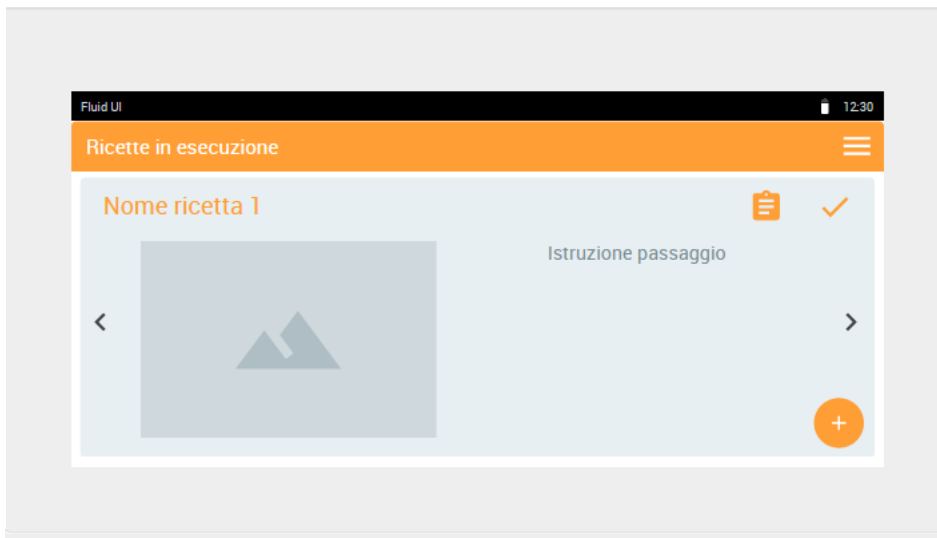 Fluid UI 12:30
Ricette in esecuzione
Nome ricetta 1
Istruzione passaggio